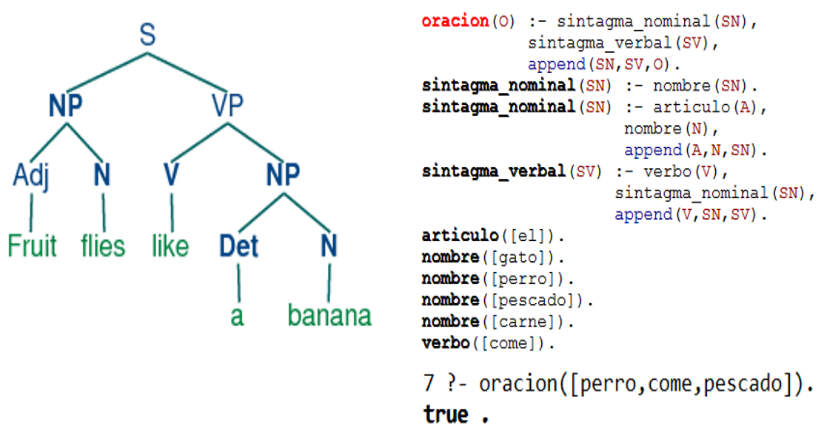 S
NP VP
Adj N V NP
Fruit flies like Det N
a banana
oracion(O) :- sintagma_nominal(SN),
sintagma_verbal(SV),
append(SN,SV,O).
sintagma_nominal(SN) :- nombre(SN).
sintagma_nominal(SN) :- articulo(A),
nombre(N),
append(A,N,SN).
sintagma_verbal(SV) :- verbo(V),
sintagma_nominal(SN),
append(V,SN,SV).
articulo([el]).
nombre([gato]).
nombre([perro]).
nombre([pescado]).
nombre([carne]).
verbo([come]).
7 ?- oracion([perro,come,pescado]).
true .